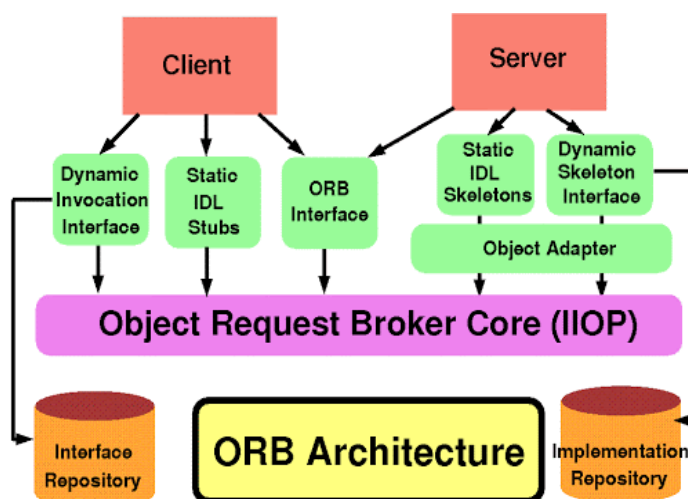 Client
Server
Dynamic
Invocation
Interface
Static
IDL
Stubs
ORB
Interface
Static
IDL
Skeletons
Dynamic
Skeleton
Interface
Object Adapter
Object Request Broker Core (IIOP)
Interface
Repository
ORB Architecture
Implementation
Repository